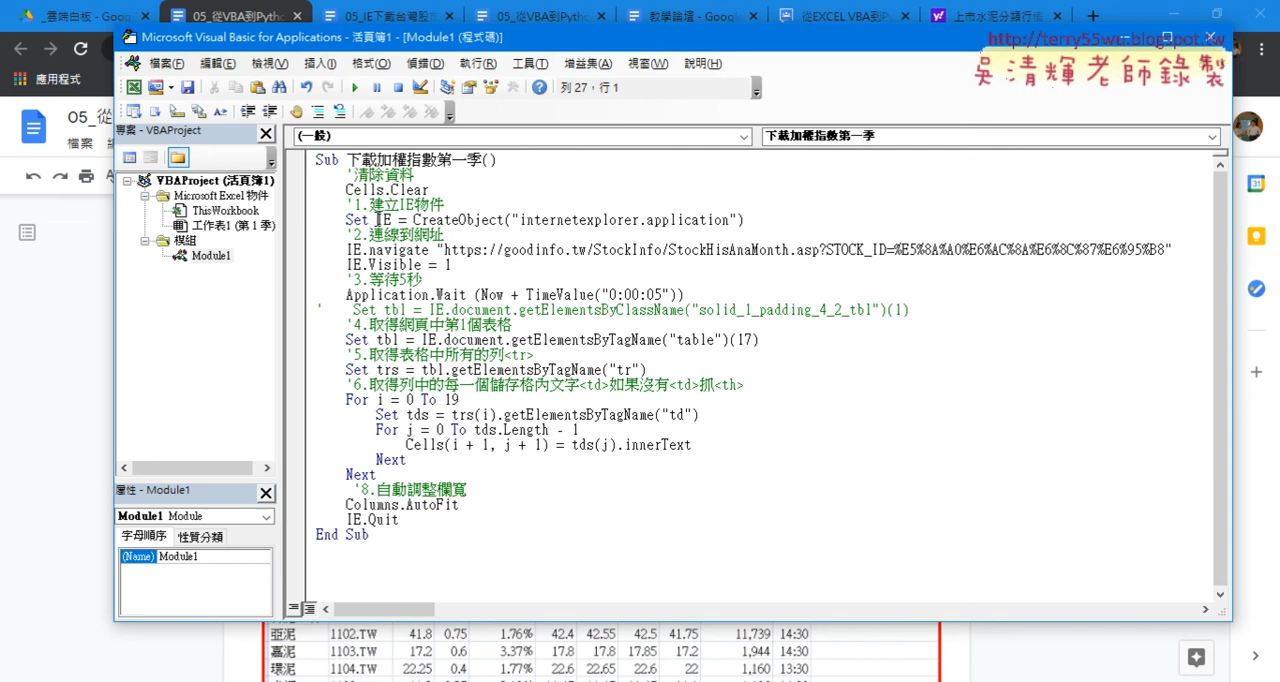 _雲端白板 - Goog
05_從VBA到Pyth
05_IE下載台灣股
05_從VBA到Pyth
教學論壇 - Googl
從EXCEL VBA到P
上市水泥分類行情
應用程式
05_從
檔案
Microsoft Visual Basic for Applications - 活頁簿1 - [Module1 (程式碼)]
http://terry55wu.blogspot.tw
吳清輝老師錄製
檔案(F) 編輯(E) 檢視(V) 插入(I) 格式(O) 偵錯(D) 執行(R) 工具(T) 增益集(A) 視窗(W) 說明(H)
列 27，行 1
專案 - VBAProject
VBAProject (活頁簿1)
Microsoft Excel 物件
ThisWorkbook
工作表1 (第 1 季)
模組
Module1
屬性 - Module1
Module1 Module
字母順序 性質分類
(Name) Module1
(一般) 下載加權指數第一季
Sub 下載加權指數第一季()
'清除資料
Cells.Clear
'1.建立IE物件
Set IE = CreateObject("internetexplorer.application")
'2.連線到網址
IE.navigate "https://goodinfo.tw/StockInfo/StockHisAnaMonth.asp?STOCK_ID=%E5%8A%A0%E6%AC%8A%E6%8C%87%E6%95%B8"
IE.Visible = 1
'3.等待5秒
Application.Wait (Now + TimeValue("0:00:05"))
' Set tbl = IE.document.getElementsByClassName("solid_1_padding_4_2_tbl")(1)
'4.取得網頁中第1個表格
Set tbl = IE.document.getElementsByTagName("table")(17)
'5.取得表格中所有的列<tr>
Set trs = tbl.getElementsByTagName("tr")
'6.取得列中的每一個儲存格內文字<td>如果沒有<td>抓<th>
For i = 0 To 19
Set tds = trs(i).getElementsByTagName("td")
For j = 0 To tds.Length - 1
Cells(i + 1, j + 1) = tds(j).innerText
Next
Next
'8.自動調整欄寬
Columns.AutoFit
IE.Quit
End Sub
亞泥 1102.TW 41.8 0.75 1.76% 42.4 42.55 42.5 41.75 11,739 14:30
嘉泥 1103.TW 17.2 0.6 3.37% 17.8 17.8 17.85 17.2 1,944 14:30
環泥 1104.TW 22.25 0.4 1.77% 22.6 22.65 22.6 22 1,160 13:30